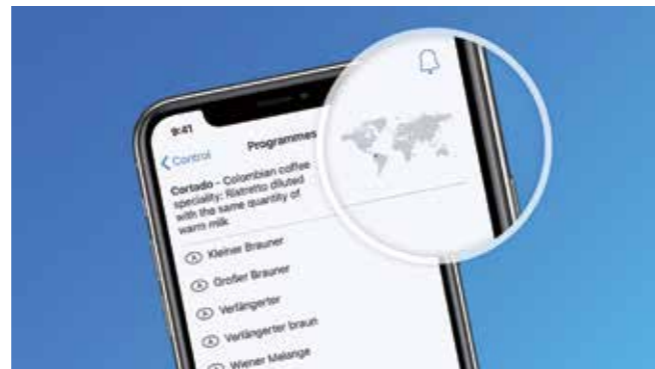 9:41
Control
Programmes
Cortado - Colombian coffee
speciality: Ristretto diluted
with the same quantity of
warm milk
Kleiner Brauner
Großer Brauner
Verlängerter
Verlängerter braun
Wiener Melange